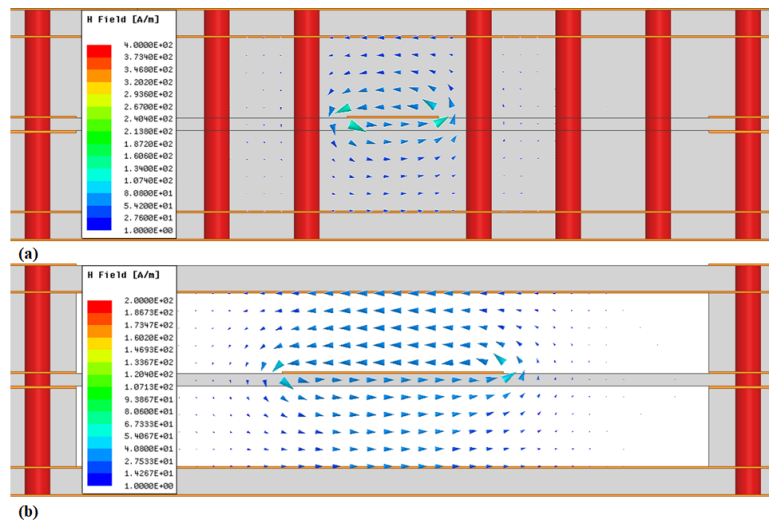 H Field [A/m]
4.0000E+02
3.7340E+02
3.4680E+02
3.2020E+02
2.9360E+02
2.6700E+02
2.4040E+02
2.1380E+02
1.8720E+02
1.6060E+02
1.3400E+02
1.0740E+02
8.0800E+01
5.4200E+01
2.7600E+01
1.0000E+00
(a)
H Field [A/m]
2.0000E+02
1.8673E+02
1.7347E+02
1.6020E+02
1.4693E+02
1.3367E+02
1.2040E+02
1.0713E+02
9.3867E+01
8.0600E+01
6.7333E+01
5.4067E+01
4.0800E+01
2.7533E+01
1.4267E+01
1.0000E+00
(b)